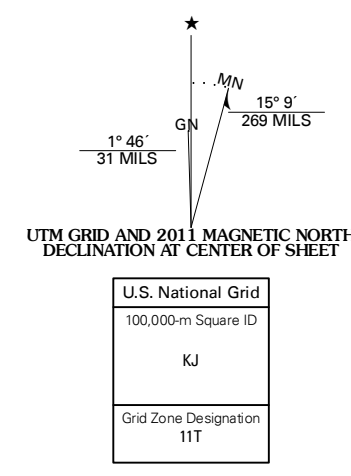 ★
MN
15° 9´
269 MILS
GN
1° 46´
31 MILS
UTM GRID AND 2011 MAGNETIC NORTH
DECLINATION AT CENTER OF SHEET
U.S. National Grid
100,000-m Square ID
KJ
Grid Zone Designation
11T